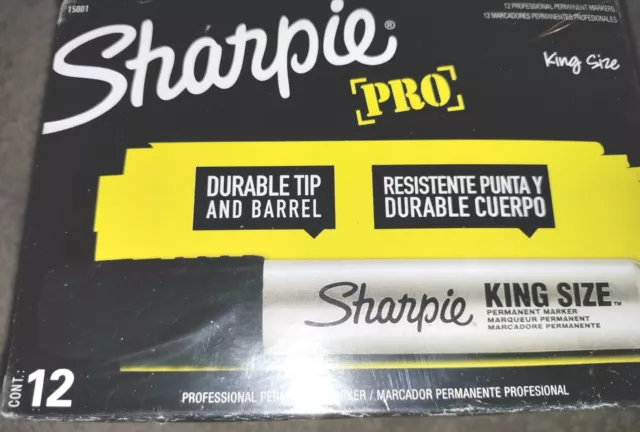 15001
12 PROFESSIONAL PERMANENT MARKERS
12 MARCADORES PERMANENTES PROFESIONALES
Sharpie®
King Size
PRO
DURABLE TIP
AND BARREL
RESISTENTE PUNTA Y
DURABLE CUERPO
Sharpie®
KING SIZE™
PERMANENT MARKER
MARQUEUR PERMANENT
MARCADORE PERMANENTE
CONT.: 12
PROFESSIONAL / MARCADOR PERMANENTE PROFESIONAL